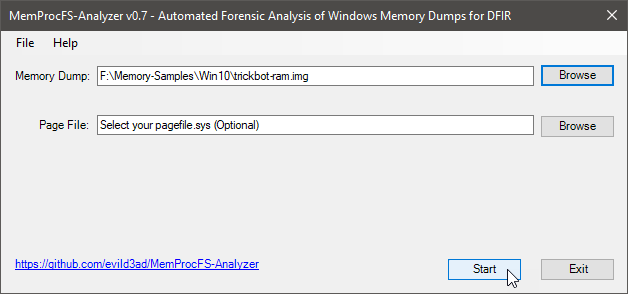 MemProcFS-Analyzer v0.7 - Automated Forensic Analysis of Windows Memory Dumps for DFIR
File Help
Memory Dump: F:\Memory-Samples\Win10\trickbot-ram.img Browse
Page File: Select your pagefile.sys (Optional) Browse
https://github.com/evild3ad/MemProcFS-Analyzer Start Exit